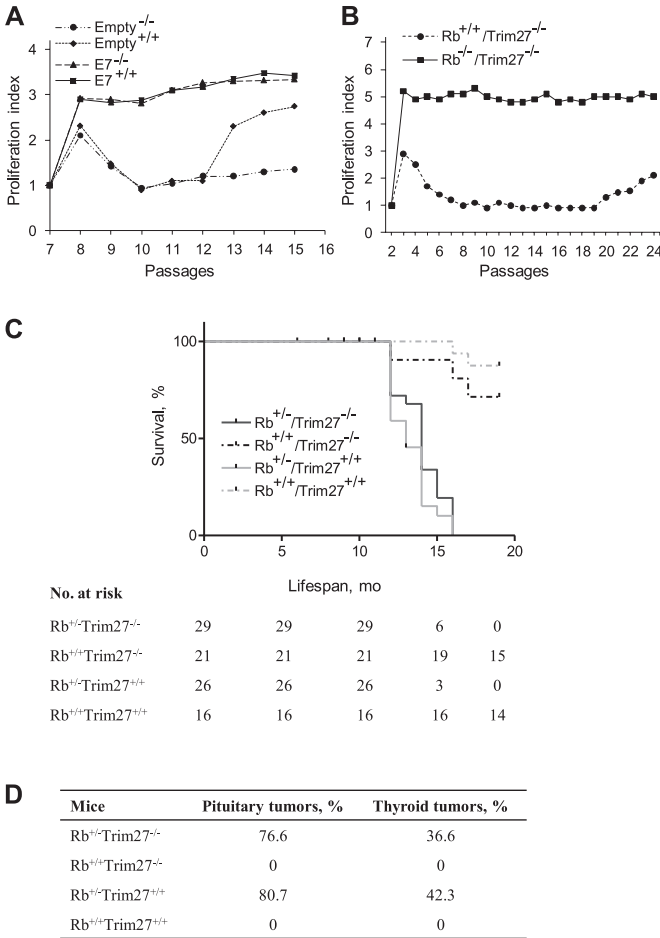 A
Empty-/-
Empty+/+
E7-/-
E7+/+
Proliferation index
4
3
2
1
0
7 8 9 10 11 12 13 14 15 16
Passages
B
Rb+/+/Trim27-/-
Rb-/-/Trim27-/-
Proliferation index
7
6
5
4
3
2
1
0
2 4 6 8 10 12 14 16 18 20 22 24
Passages
C
Survival, %
100
50
0
Rb+/-/Trim27-/-
Rb+/+/Trim27-/-
Rb+/-/Trim27+/+
Rb+/+/Trim27+/+
0 5 10 15 20
Lifespan, mo
No. at risk
Rb+/-Trim27-/- 29 29 29 6 0
Rb+/+Trim27-/- 21 21 21 19 15
Rb+/-Trim27+/+ 26 26 26 3 0
Rb+/+Trim27+/+ 16 16 16 16 14
D
Mice Pituitary tumors, % Thyroid tumors, %
Rb+/-Trim27-/- 76.6 36.6
Rb+/+Trim27-/- 0 0
Rb+/-Trim27+/+ 80.7 42.3
Rb+/+Trim27+/+ 0 0